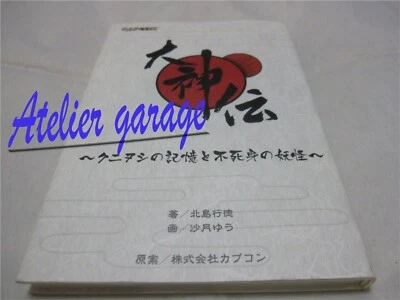 大神伝
Atelier garage
～クニヌシの記憶と不死身の妖怪～
著／北島行徳
画／沙月ゆう
原案／株式会社カプコン